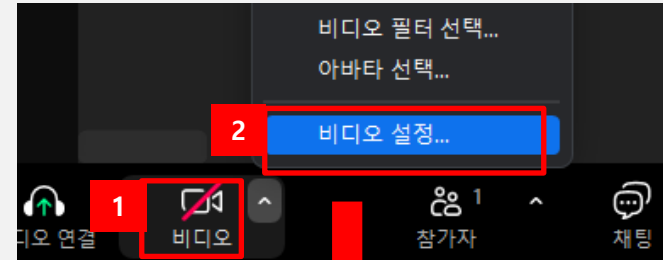 비디오 필터 선택...
아바타 선택...
2
비디오 설정...
1
1
디오 연결
비디오
참가자
채팅